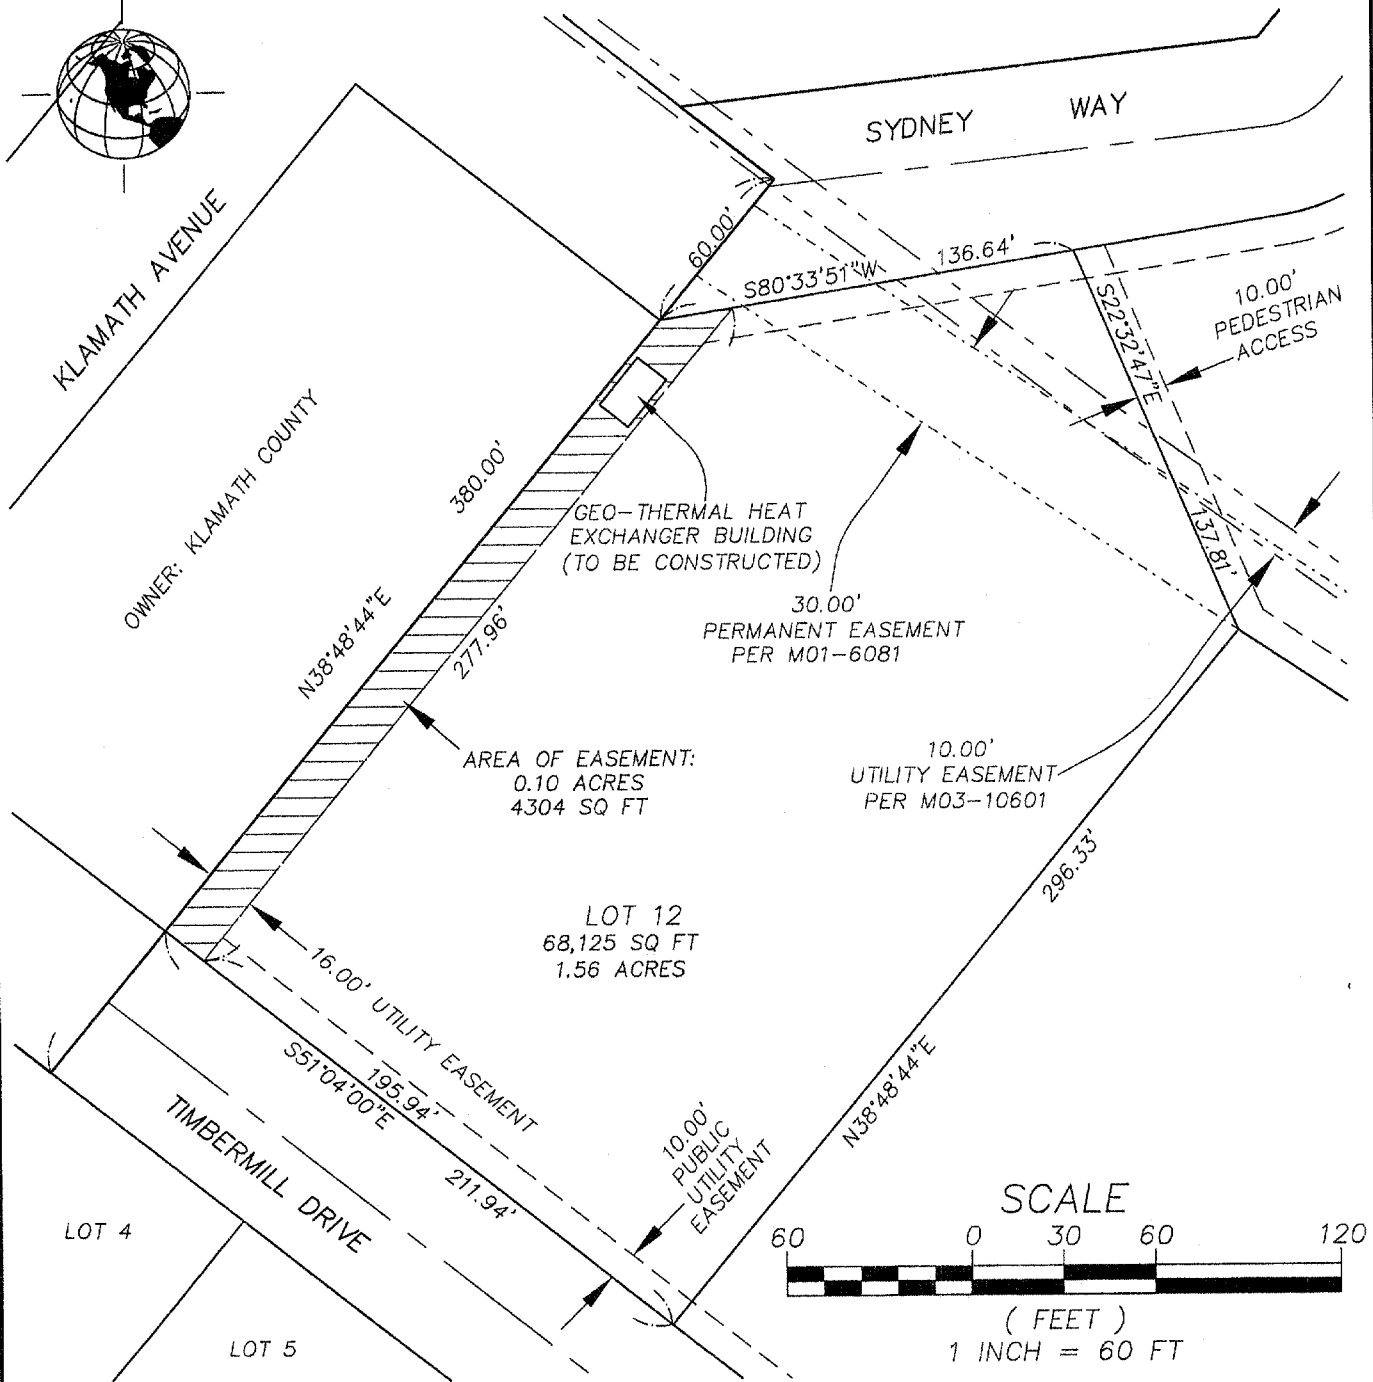 SYDNEY WAY
KLAMATH AVENUE
60.00'
S80°33'51"W
136.64'
S22°32'47"E
137.81'
10.00'
PEDESTRIAN
ACCESS
OWNER: KLAMATH COUNTY
380.00'
N38°48'44"E
277.96'
GEO-THERMAL HEAT
EXCHANGER BUILDING
(TO BE CONSTRUCTED)
30.00'
PERMANENT EASEMENT
PER M01-6081
AREA OF EASEMENT:
0.10 ACRES
4304 SQ FT
10.00'
UTILITY EASEMENT
PER M03-10601
296.33'
N38°48'44"E
LOT 12
68,125 SQ FT
1.56 ACRES
16.00' UTILITY EASEMENT
195.94'
S51°04'00"E
211.94'
TIMBERMILL DRIVE
10.00'
PUBLIC
UTILITY
EASEMENT
LOT 4
LOT 5
SCALE
60 0 30 60 120
( FEET )
1 INCH = 60 FT